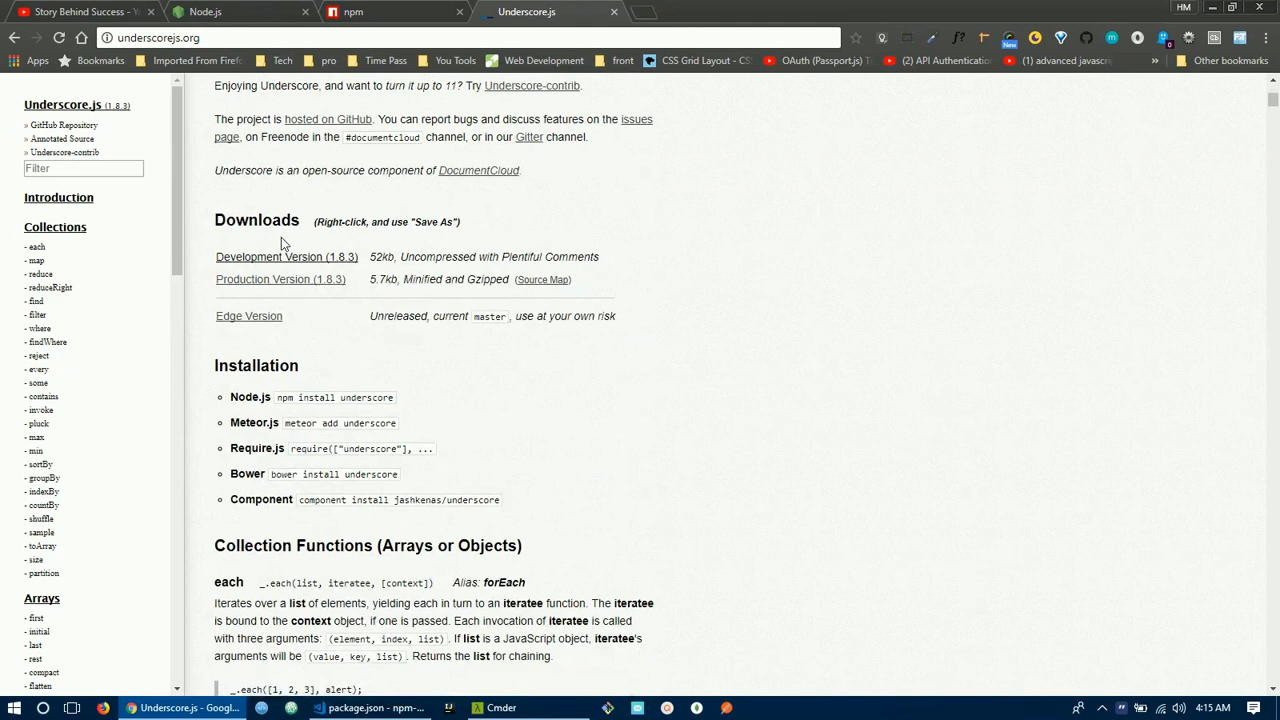 Story Behind Success - Y
Node.js
npm
Underscore.js
HM
underscorejs.org
New
0
Apps
Bookmarks
Imported From Firefo
Tech
pro
Time Pass
You Tools
Web Development
front
CSS Grid Layout - CSS
OAuth (Passport.js) Th
(2) API Authentication
(1) advanced javascrip
»
Other bookmarks
Underscore.js (1.8.3)
» GitHub Repository
» Annotated Source
» Underscore-contrib
Filter
Introduction
Collections
- each
- map
- reduce
- reduceRight
- find
- filter
- where
- findWhere
- reject
- every
- some
- contains
- invoke
- pluck
- max
- min
- sortBy
- groupBy
- indexBy
- countBy
- shuffle
- sample
- toArray
- size
- partition
Arrays
- first
- initial
- last
- rest
- compact
- flatten
Enjoying Underscore, and want to turn it up to 11? Try Underscore-contrib.
The project is hosted on GitHub. You can report bugs and discuss features on the issues
page, on Freenode in the #documentcloud channel, or in our Gitter channel.
Underscore is an open-source component of DocumentCloud.
Downloads (Right-click, and use "Save As")
Development Version (1.8.3) 52kb, Uncompressed with Plentiful Comments
Production Version (1.8.3) 5.7kb, Minified and Gzipped (Source Map)
Edge Version Unreleased, current master, use at your own risk
Installation
Node.js npm install underscore
Meteor.js meteor add underscore
Require.js require(["underscore"], ...
Bower bower install underscore
Component component install jashkenas/underscore
Collection Functions (Arrays or Objects)
each _.each(list, iteratee, [context]) Alias: forEach
Iterates over a list of elements, yielding each in turn to an iteratee function. The iteratee
is bound to the context object, if one is passed. Each invocation of iteratee is called
with three arguments: (element, index, list). If list is a JavaScript object, iteratee's
arguments will be (value, key, list). Returns the list for chaining.
_.each([1, 2, 3], alert);
Underscore.js - Googl...
package.json - npm-...
Cmder
4:15 AM